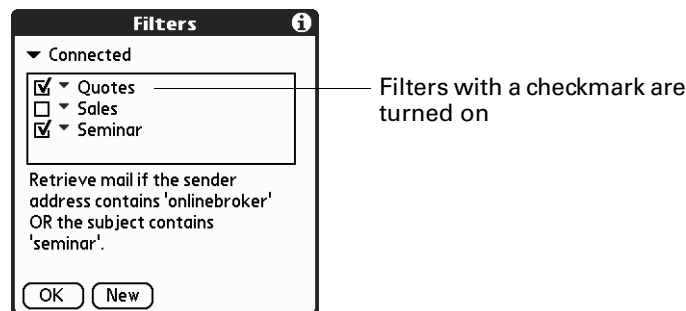 Filters
Connected
Quotes
Sales
Seminar
Retrieve mail if the sender
address contains 'onlinebroker'
OR the subject contains
'seminar'.
OK New
Filters with a checkmark are
turned on